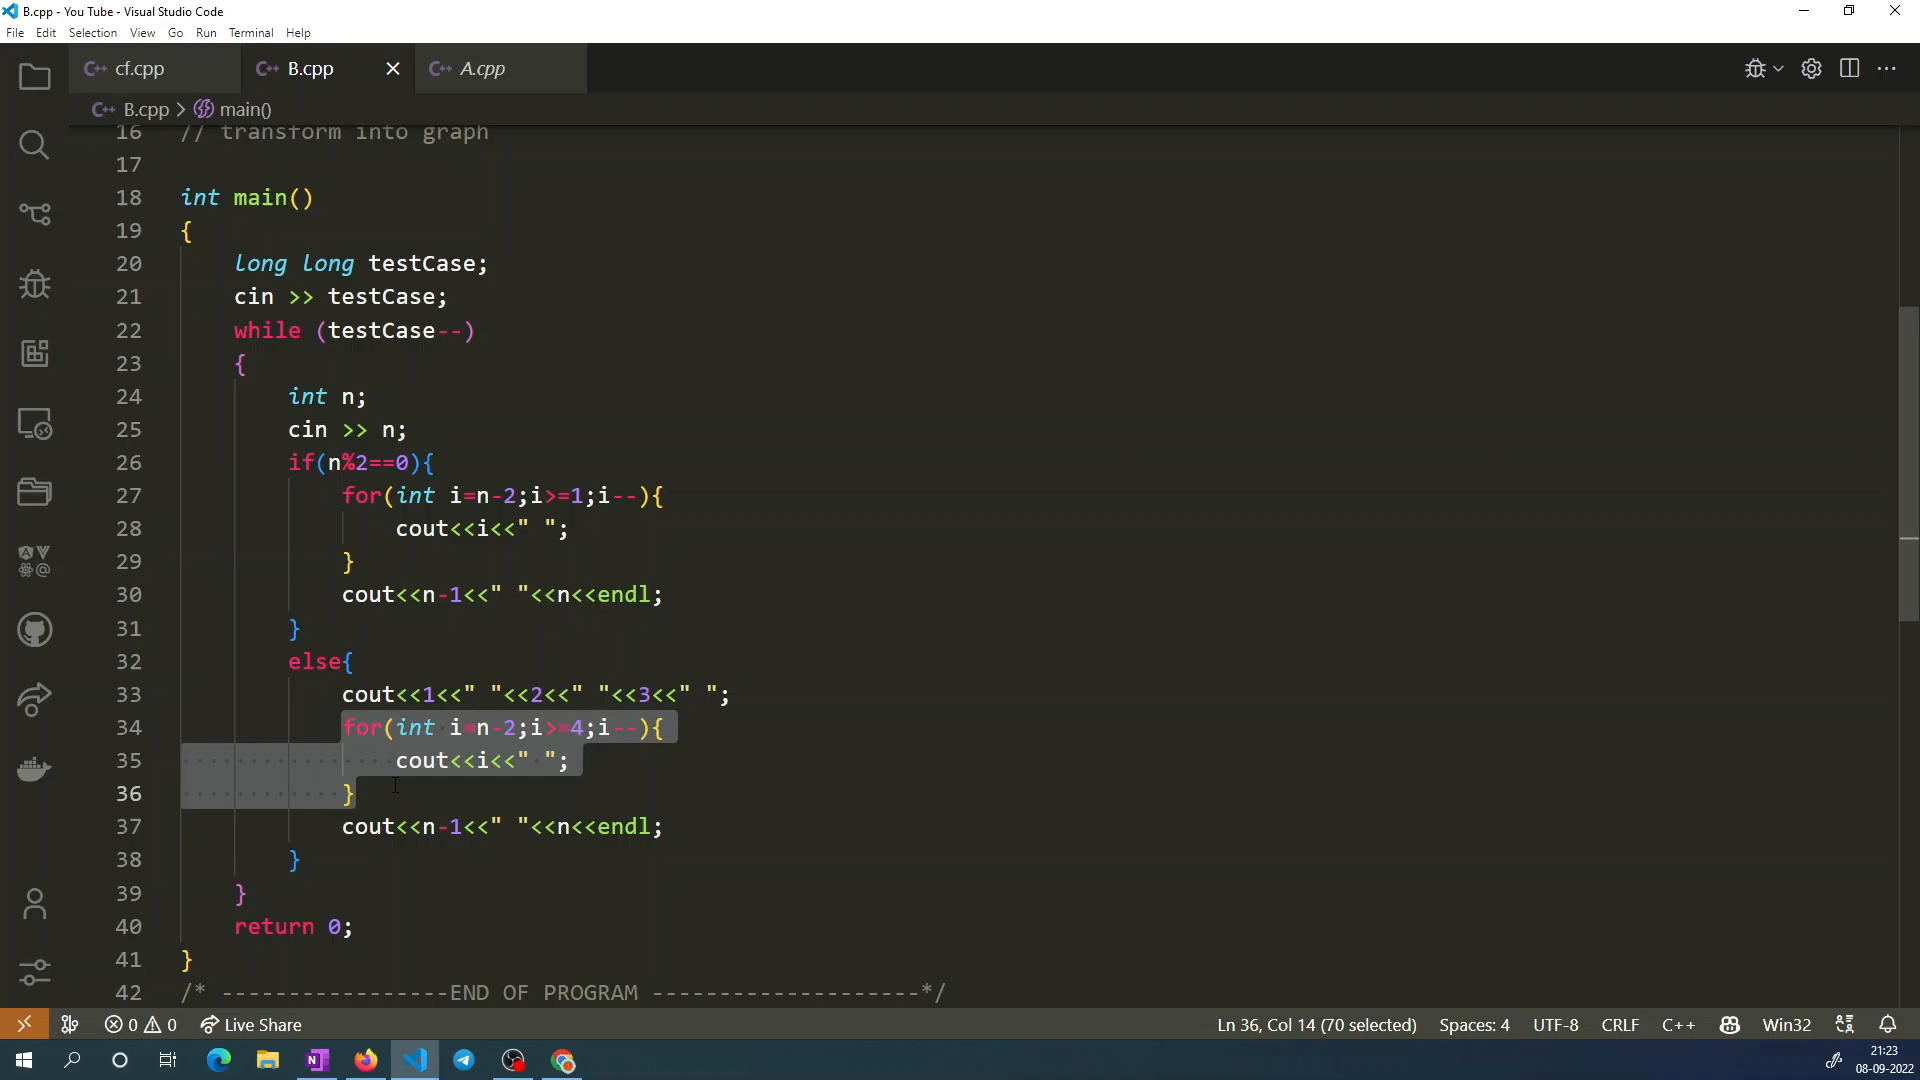 B.cpp - You Tube - Visual Studio Code
File Edit Selection View Go Run Terminal Help
cf.cpp B.cpp A.cpp
B.cpp > main()
16 // transform into graph
17
18 int main()
19 {
20 long long testCase;
21 cin >> testCase;
22 while (testCase--)
23 {
24 int n;
25 cin >> n;
26 if(n%2==0){
27 for(int i=n-2;i>=1;i--){
28 cout<<i<<" ";
29 }
30 cout<<n-1<<" "<<n<<endl;
31 }
32 else{
33 cout<<1<<" "<<2<<" "<<3<<" ";
34 for(int i=n-2;i>=4;i--){
35 cout<<i<<" ";
36 }
37 cout<<n-1<<" "<<n<<endl;
38 }
39 }
40 return 0;
41 }
42 /* -----------------END OF PROGRAM --------------------*/
0 0 Live Share Ln 36, Col 14 (70 selected) Spaces: 4 UTF-8 CRLF C++ Win32
21:23
08-09-2022